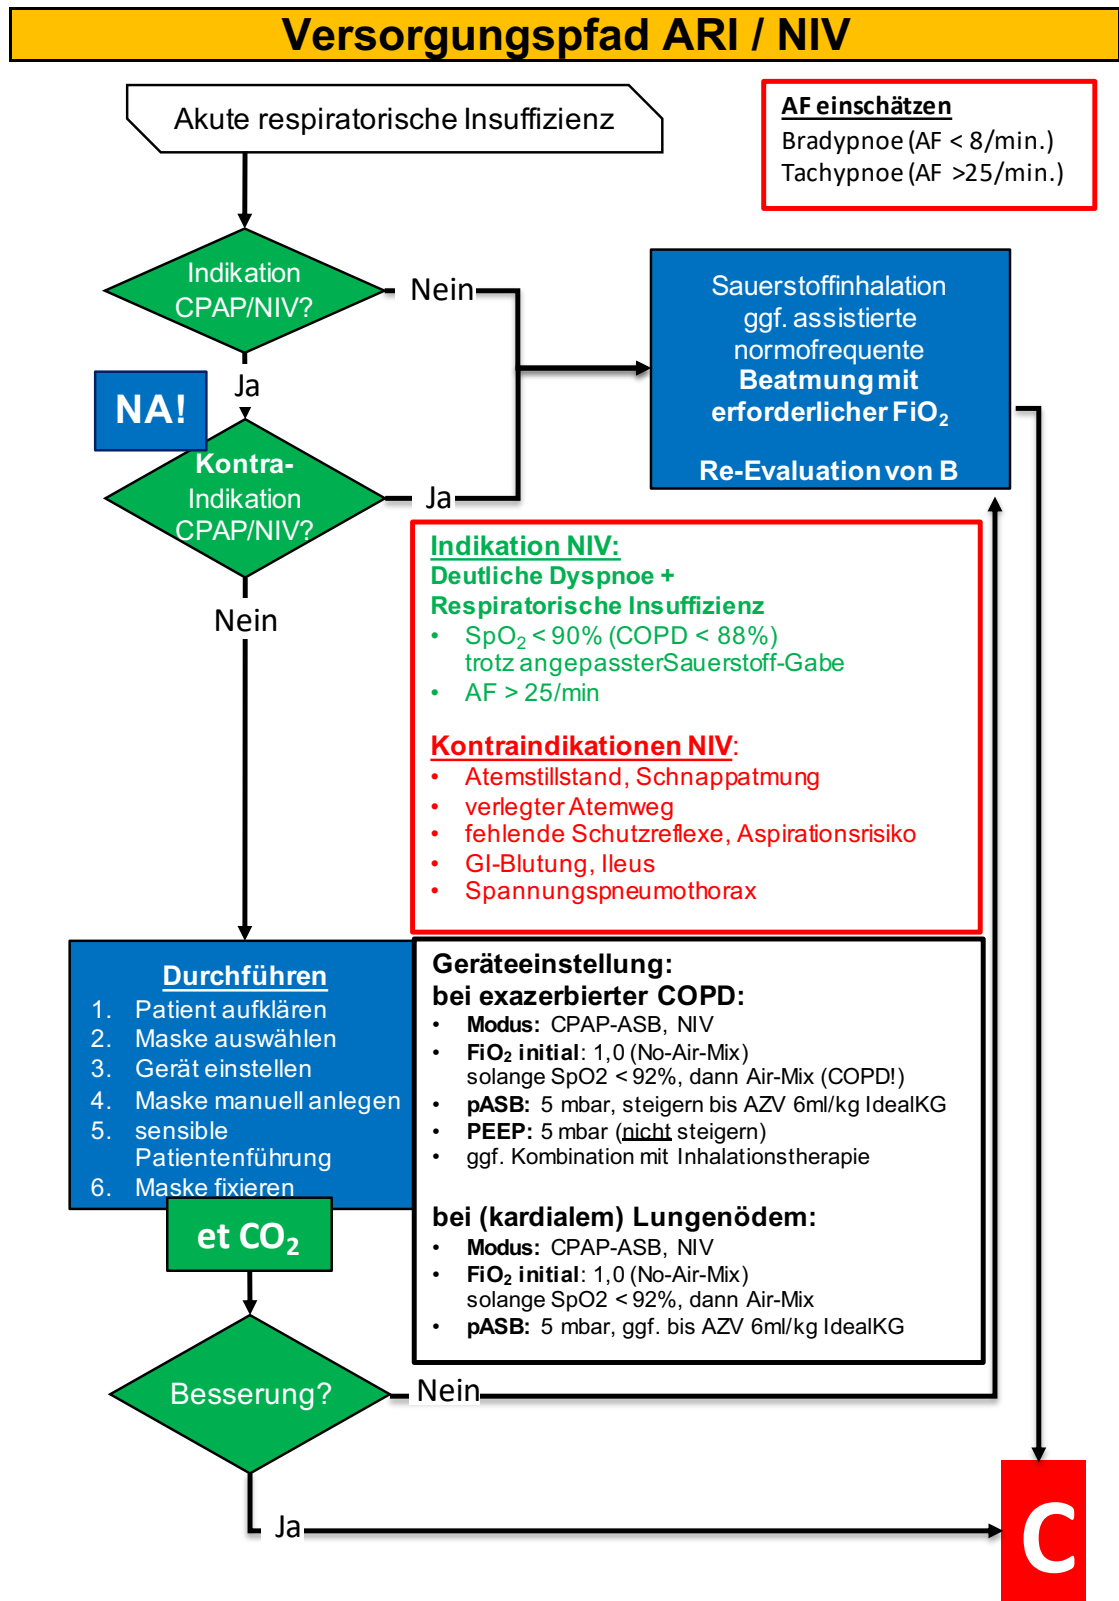 Versorgungspfad ARI / NIV
Akute respiratorische Insuffizienz
AF einschätzen
Bradypnoe (AF < 8/min.)
Tachypnoe (AF >25/min.)
Indikation
CPAP/NIV?
Nein
Ja
NA!
Kontra-
Indikation
CPAP/NIV?
Ja
Nein
Sauerstoffinhalation
ggf. assistierte
normofrequente
Beatmung mit
erforderlicher FiO₂
Re-Evaluation von B
Indikation NIV:
Deutliche Dyspnoe +
Respiratorische Insuffizienz
• SpO₂ < 90% (COPD < 88%)
trotz angepassterSauerstoff-Gabe
• AF > 25/min
Kontraindikationen NIV:
• Atemstillstand, Schnappatmung
• verlegter Atemweg
• fehlende Schutzreflexe, Aspirationsrisiko
• GI-Blutung, Ileus
• Spannungspneumothorax
Durchführen
1. Patient aufklären
2. Maske auswählen
3. Gerät einstellen
4. Maske manuell anlegen
5. sensible
Patientenführung
6. Maske fixieren
et CO₂
Geräteeinstellung:
bei exazerbierter COPD:
• Modus: CPAP-ASB, NIV
• FiO₂ initial: 1,0 (No-Air-Mix)
solange SpO2 < 92%, dann Air-Mix (COPD!)
• pASB: 5 mbar, steigern bis AZV 6ml/kg IdealKG
• PEEP: 5 mbar (nicht steigern)
• ggf. Kombination mit Inhalationstherapie
bei (kardialem) Lungenödem:
• Modus: CPAP-ASB, NIV
• FiO₂ initial: 1,0 (No-Air-Mix)
solange SpO2 < 92%, dann Air-Mix
• pASB: 5 mbar, ggf. bis AZV 6ml/kg IdealKG
Besserung?
Nein
Ja
C